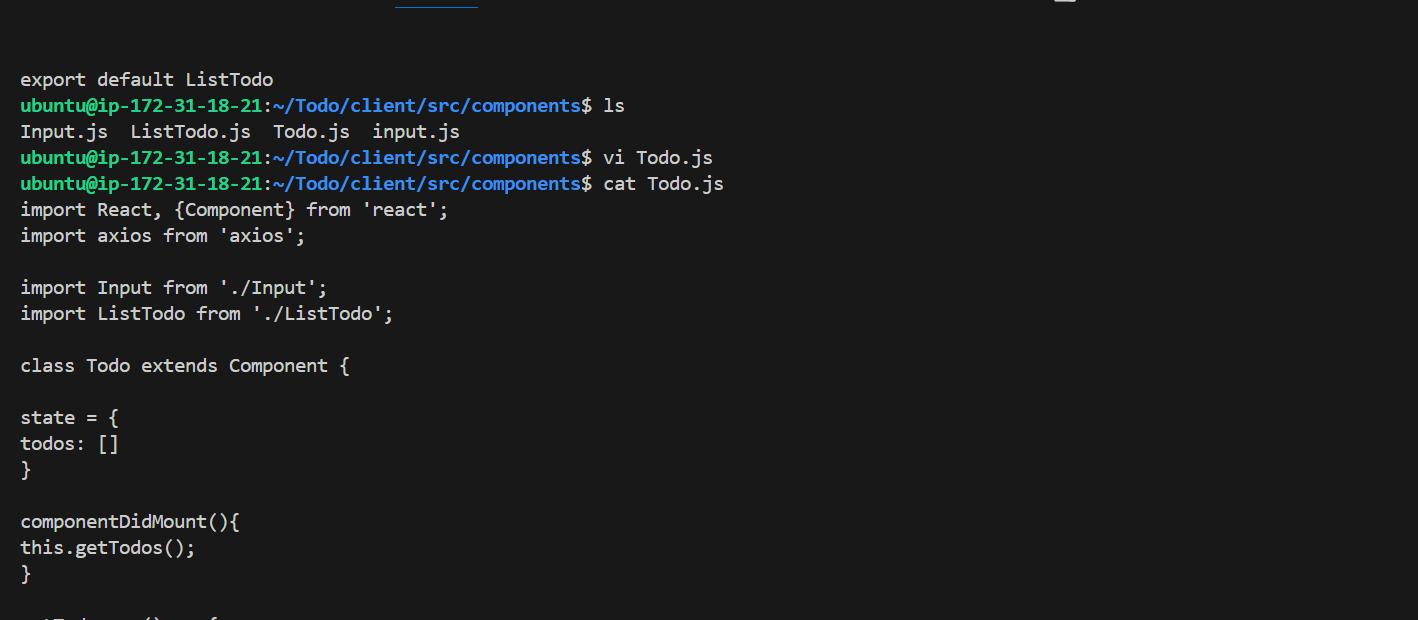 export default ListTodo
ubuntu@ip-172-31-18-21:~/Todo/client/src/components$ ls
Input.js  ListTodo.js  Todo.js  input.js
ubuntu@ip-172-31-18-21:~/Todo/client/src/components$ vi Todo.js
ubuntu@ip-172-31-18-21:~/Todo/client/src/components$ cat Todo.js
import React, {Component} from 'react';
import axios from 'axios';
import Input from './Input';
import ListTodo from './ListTodo';
class Todo extends Component {
state = {
todos: []
}
componentDidMount(){
this.getTodos();
}